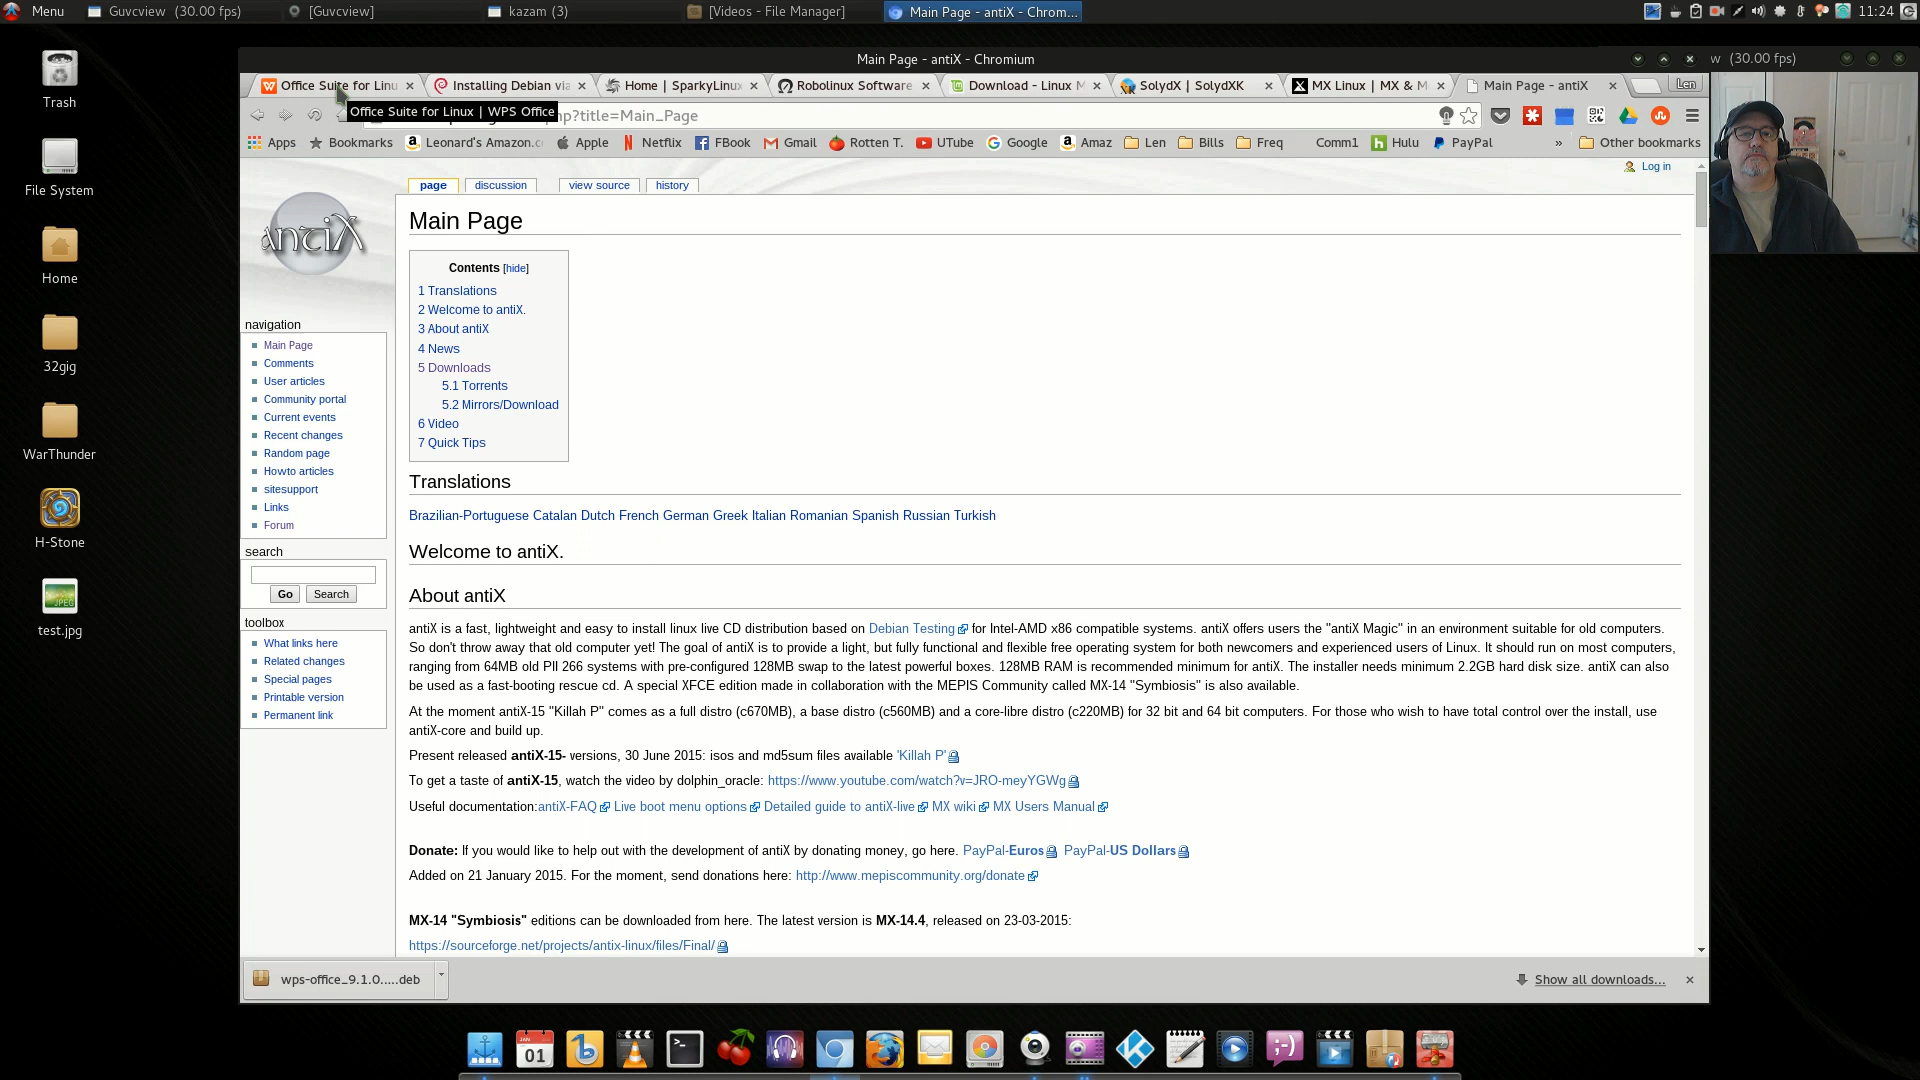 Menu
Guvcview (30.00 fps)
[Guvcview]
kazam (3)
[Videos - File Manager]
Main Page - antiX - Chrom...
11:24
Main Page - antiX - Chromium
w (30.00 fps)
Office Suite for Linu
Installing Debian via
Home | SparkyLinux
Robolinux Software
Download - Linux M
SolydX | SolydXK
MX Linux | MX & M
Main Page - antiX
Len
Office Suite for Linux | WPS Office
hp?title=Main_Page
Apps
Bookmarks
Leonard's Amazon.c
Apple
Netflix
FBook
Gmail
Rotten T.
UTube
Google
Amaz
Len
Bills
Freq
Comm1
Hulu
PayPal
»
Other bookmarks
Trash
File System
Home
32gig
WarThunder
H-Stone
test.jpg
antiX
Log in
page
discussion
view source
history
Main Page
Contents [hide]
1 Translations
2 Welcome to antiX.
3 About antiX
4 News
5 Downloads
5.1 Torrents
5.2 Mirrors/Download
6 Video
7 Quick Tips
navigation
Main Page
Comments
User articles
Community portal
Current events
Recent changes
Random page
Howto articles
sitesupport
Links
Forum
search
Go
Search
toolbox
What links here
Related changes
Special pages
Printable version
Permanent link
Translations
Brazilian-Portuguese Catalan Dutch French German Greek Italian Romanian Spanish Russian Turkish
Welcome to antiX.
About antiX
antiX is a fast, lightweight and easy to install linux live CD distribution based on Debian Testing for Intel-AMD x86 compatible systems. antiX offers users the "antiX Magic" in an environment suitable for old computers.
So don't throw away that old computer yet! The goal of antiX is to provide a light, but fully functional and flexible free operating system for both newcomers and experienced users of Linux. It should run on most computers,
ranging from 64MB old PII 266 systems with pre-configured 128MB swap to the latest powerful boxes. 128MB RAM is recommended minimum for antiX. The installer needs minimum 2.2GB hard disk size. antiX can also
be used as a fast-booting rescue cd. A special XFCE edition made in collaboration with the MEPIS Community called MX-14 "Symbiosis" is also available.
At the moment antiX-15 "Killah P" comes as a full distro (c670MB), a base distro (c560MB) and a core-libre distro (c220MB) for 32 bit and 64 bit computers. For those who wish to have total control over the install, use
antiX-core and build up.
Present released antiX-15- versions, 30 June 2015: isos and md5sum files available 'Killah P'
To get a taste of antiX-15, watch the video by dolphin_oracle: https://www.youtube.com/watch?v=JRO-meyYGWg
Useful documentation:antiX-FAQ Live boot menu options Detailed guide to antiX-live MX wiki MX Users Manual
Donate: If you would like to help out with the development of antiX by donating money, go here. PayPal-Euros PayPal-US Dollars
Added on 21 January 2015. For the moment, send donations here: http://www.mepiscommunity.org/donate
MX-14 "Symbiosis" editions can be downloaded from here. The latest version is MX-14.4, released on 23-03-2015:
https://sourceforge.net/projects/antix-linux/files/Final/
wps-office_9.1.0.....deb
Show all downloads...
JAN
01